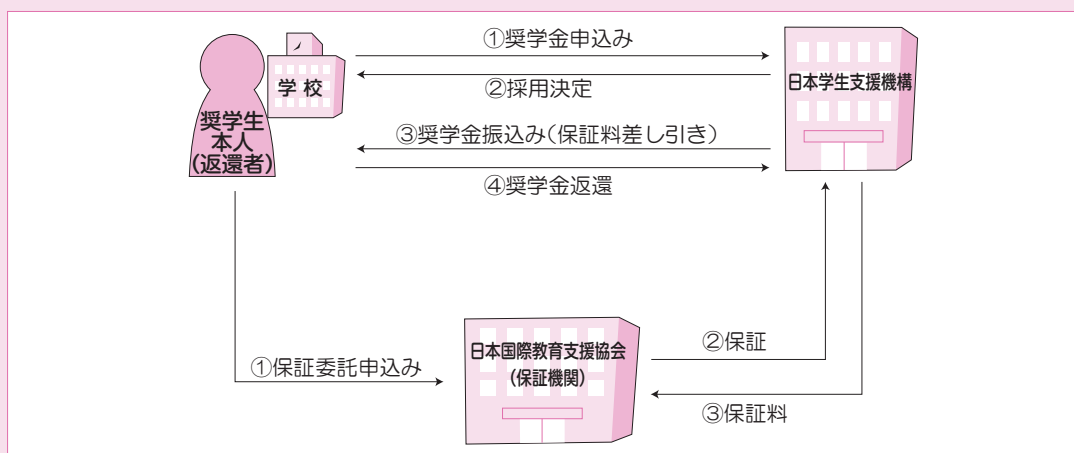 ①奨学金申込み
学校
②採用決定
日本学生支援機構
奨学生
本人
(返還者)
③奨学金振込み(保証料差し引き)
④奨学金返還
①保証委託申込み
日本国際教育支援協会
(保証機関)
②保証
③保証料